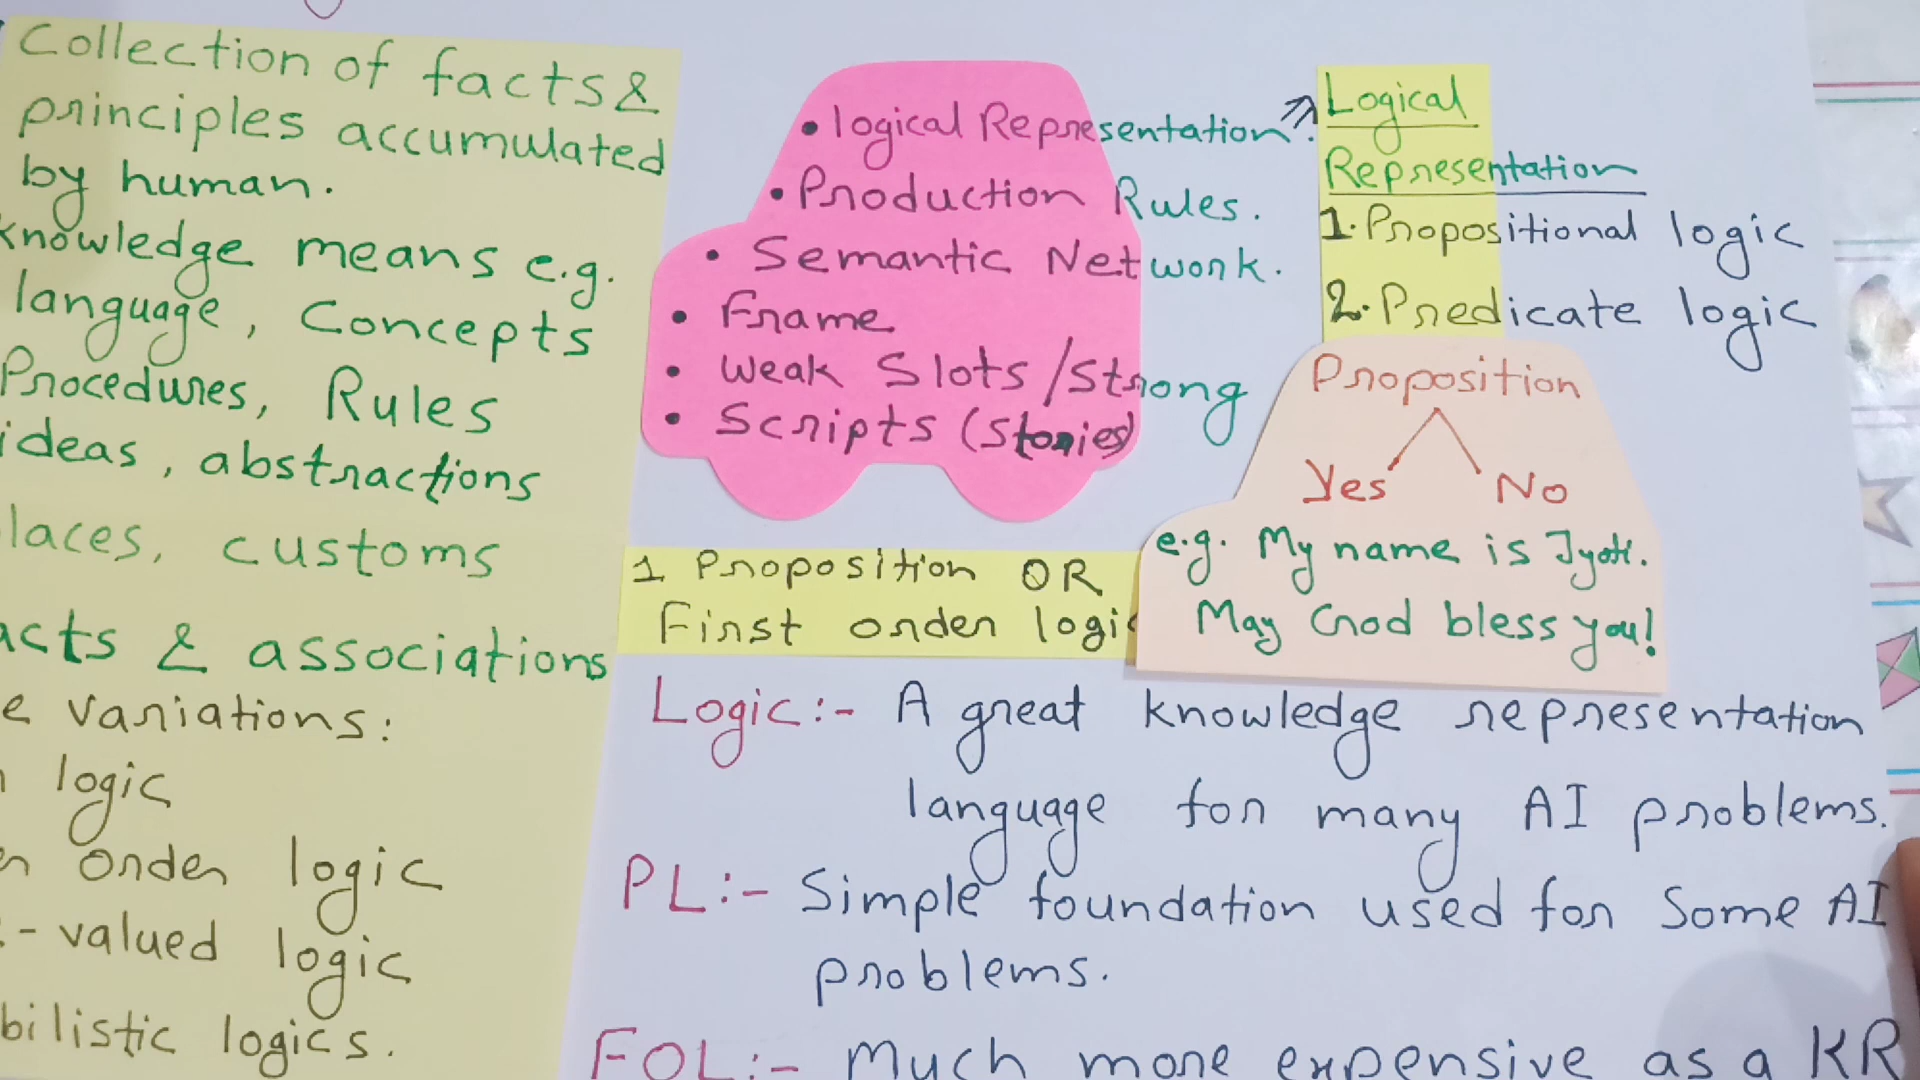 Collection of facts &
principles accumulated
by human.
Knowledge means e.g.
language, Concepts
Procedures, Rules
ideas, abstractions
laces, customs
acts & associations
e variations:
logic
onder logic
-valued logic
bilistic logics.
• logical Representation.
• Production Rules.
• Semantic Network.
• Frame
• Weak Slots / Strong
• Scripts (Stories)
Logical
Representation
1. Propositional logic
2. Predicate logic
Proposition
Yes No
e.g. My name is Jyoti.
May God bless you!
1 Proposition OR
First order logic
Logic:- A great knowledge representation
language for many AI problems.
PL:- Simple foundation used for Some AI
problems.
FOL:- Much more expensive as a KR